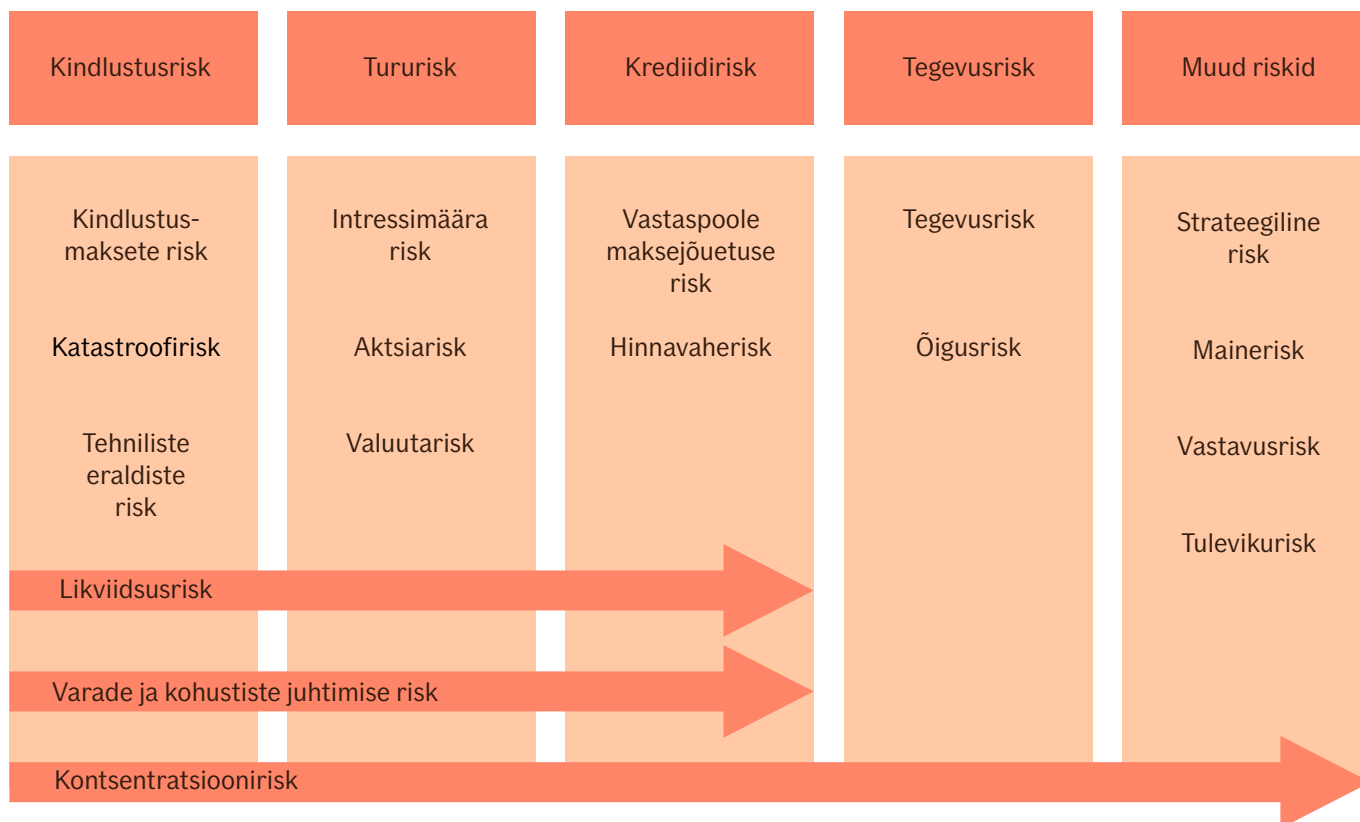 Kindlustusrisk
Tururisk
Krediidirisk
Tegevusrisk
Muud riskid
Kindlustus-
maksete risk
Katastroofirisk
Tehniliste
eraldiste
risk
Intressimäära
risk
Aktsiarisk
Valuutarisk
Vastaspoole
maksejõuetuse
risk
Hinnavaherisk
Tegevusrisk
Õigusrisk
Strateegiline
risk
Mainerisk
Vastavusrisk
Tulevikurisk
Likviidsusrisk
Varade ja kohustiste juhtimise risk
Kontsentratsioonirisk